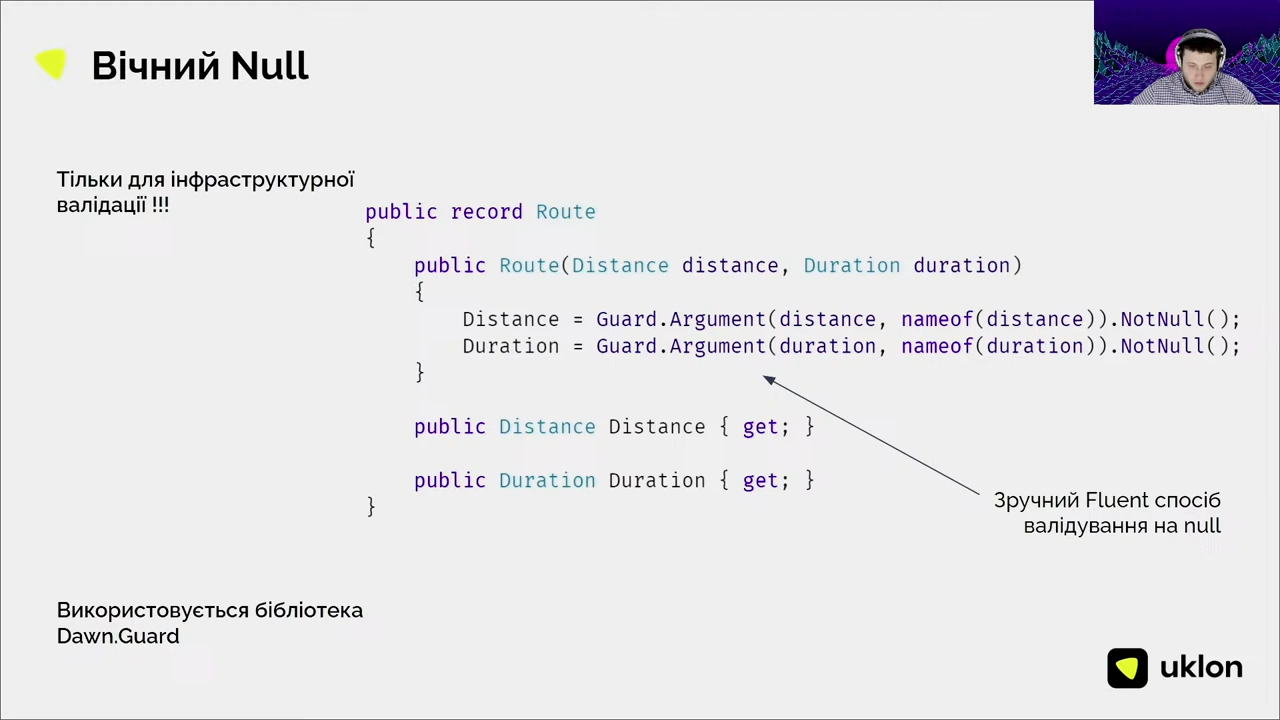 Вічний Null
Тільки для інфраструктурної
валідації !!!
public record Route
{
public Route(Distance distance, Duration duration)
{
Distance = Guard.Argument(distance, nameof(distance)).NotNull();
Duration = Guard.Argument(duration, nameof(duration)).NotNull();
}
public Distance Distance { get; }
public Duration Duration { get; }
}
Зручний Fluent спосіб
валідування на null
Використовується бібліотека
Dawn.Guard
uklon